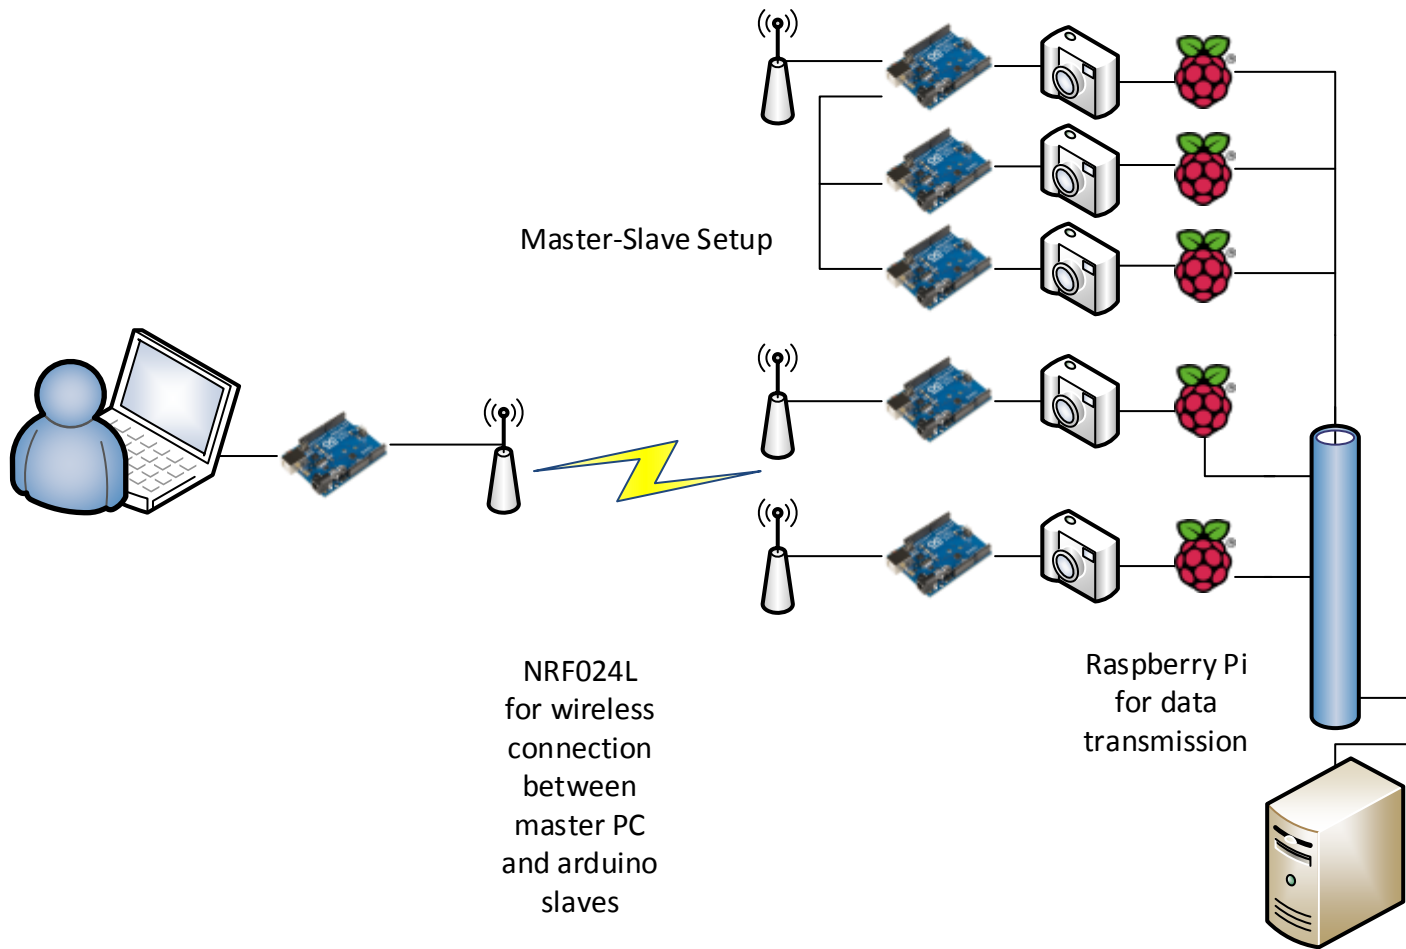 Master-Slave Setup
NRF024L
for wireless
connection
between
master PC
and arduino
slaves
Raspberry Pi
for data
transmission